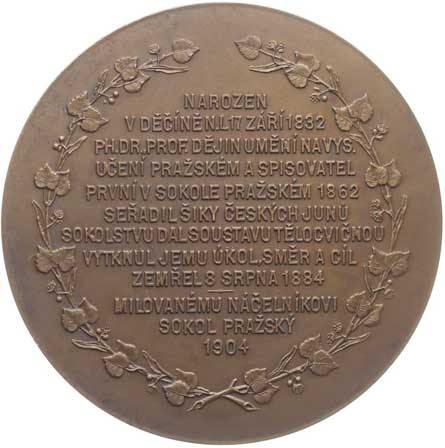 NAROZEN
V DĚČÍNĚ N.L. 17 ZÁŘÍ 1832
PH.DR. PROF. DĚJIN UMĚNÍ NA VYS.
UČENÍ PRAŽSKÉM A SPISOVATEL
PRVNÍ V SOKOLE PRAŽSKÉM 1862
SEŘADIL ŠIKY ČESKÝCH JUNŮ
SOKOLSTVU DAL SOUSTAVU TĚLOCVIČNOU
VYTKNUL JEMU ÚKOL, SMĚR A CÍL
ZEMŘEL 8 SRPNA 1884
MILOVANÉMU NÁČELNÍKOVI
SOKOL PRAŽSKÝ
1904